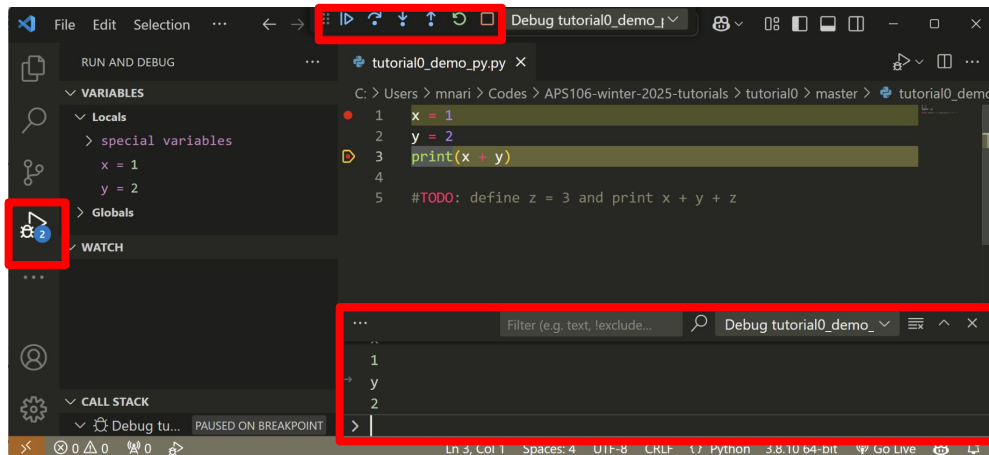 File Edit Selection ··· Debug tutorial0_demo_
RUN AND DEBUG ···
VARIABLES
Locals
special variables
x = 1
y = 2
Globals
2
WATCH
CALL STACK
Debug tu... PAUSED ON BREAKPOINT
tutorial0_demo_py.py
C: > Users > mnari > Codes > APS106-winter-2025-tutorials > tutorial0 > master > tutorial0_demo
1 x = 1
2 y = 2
3 print(x + y)
4
5 #TODO: define z = 3 and print x + y + z
··· Filter (e.g. text, !exclude... Debug tutorial0_demo_
1
y
2
>
0 0 0 Ln 3, Col 1 Spaces: 4 UTF-8 CRLF Python 3.8.10 64-bit Go Live